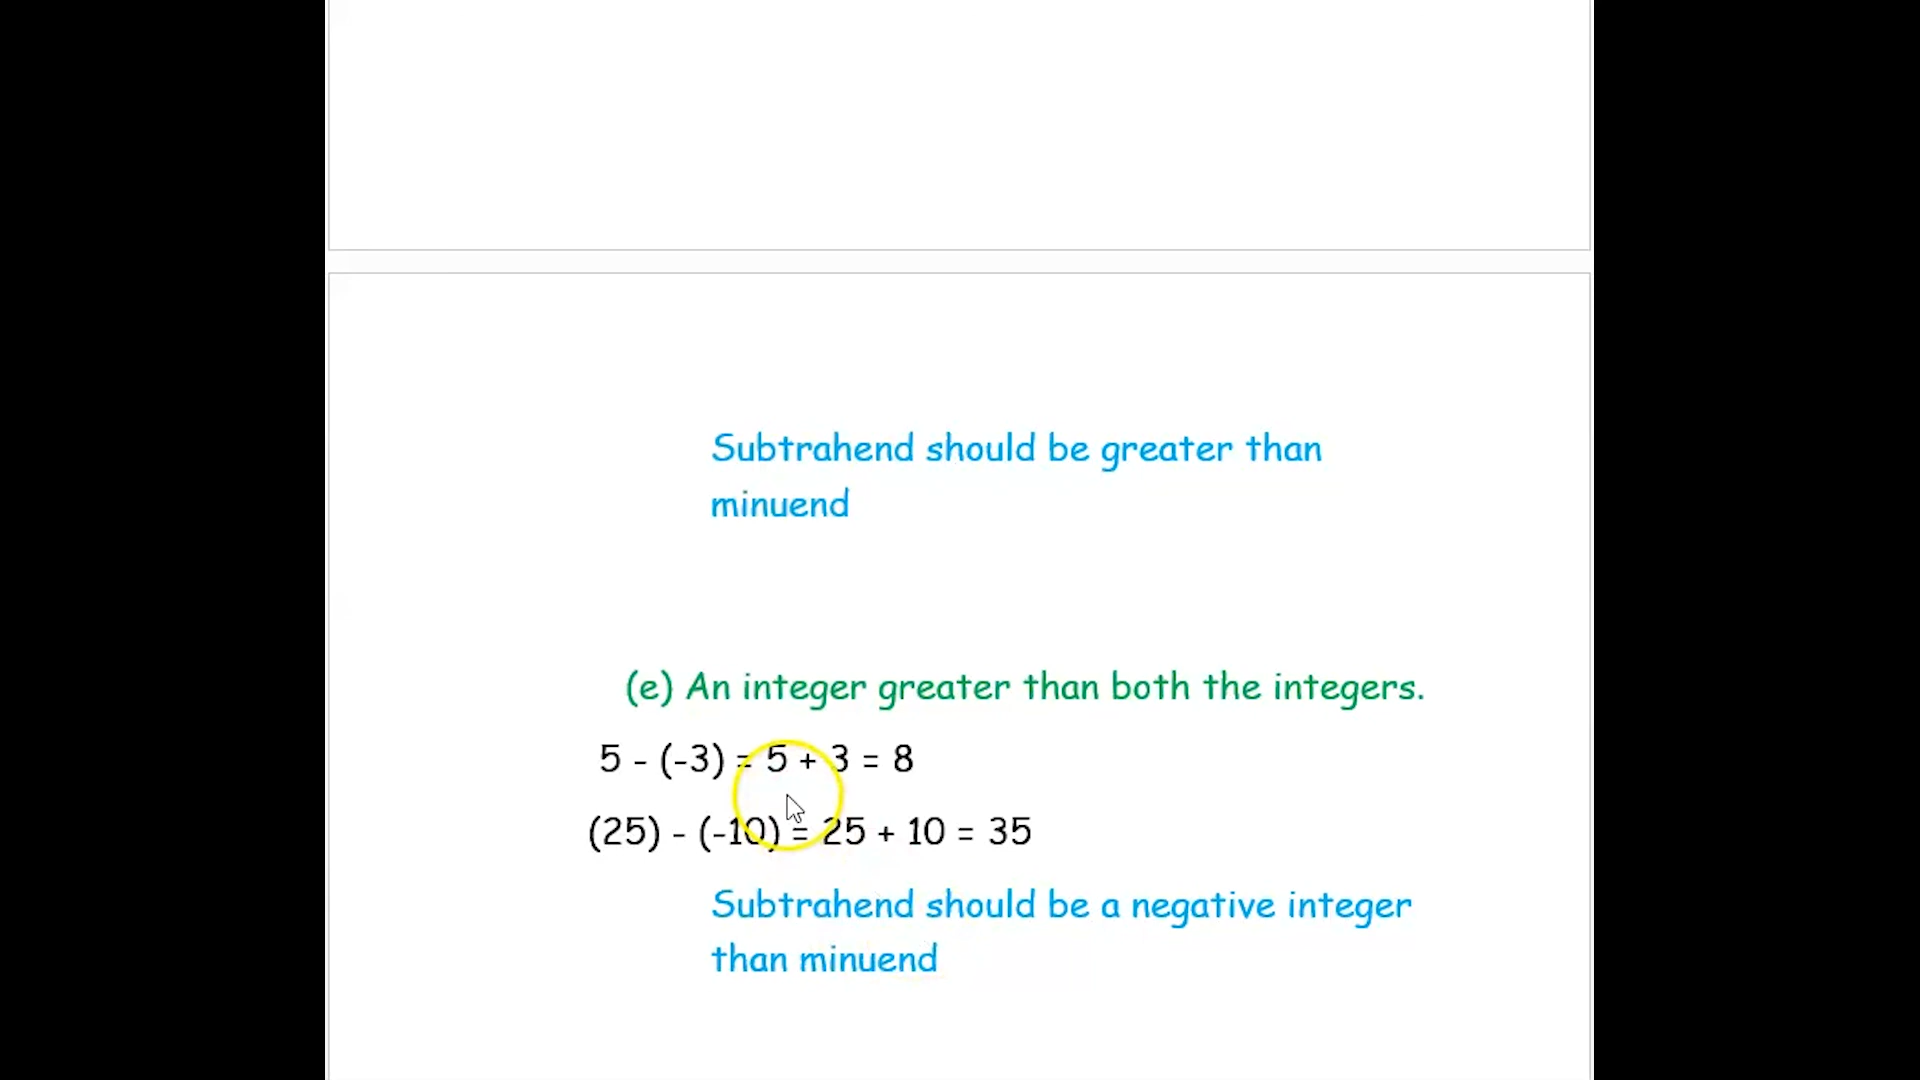 Subtrahend should be greater than
minuend
(e) An integer greater than both the integers.
5 - (-3) = 5 + 3 = 8
(25) - (-10) = 25 + 10 = 35
Subtrahend should be a negative integer
than minuend